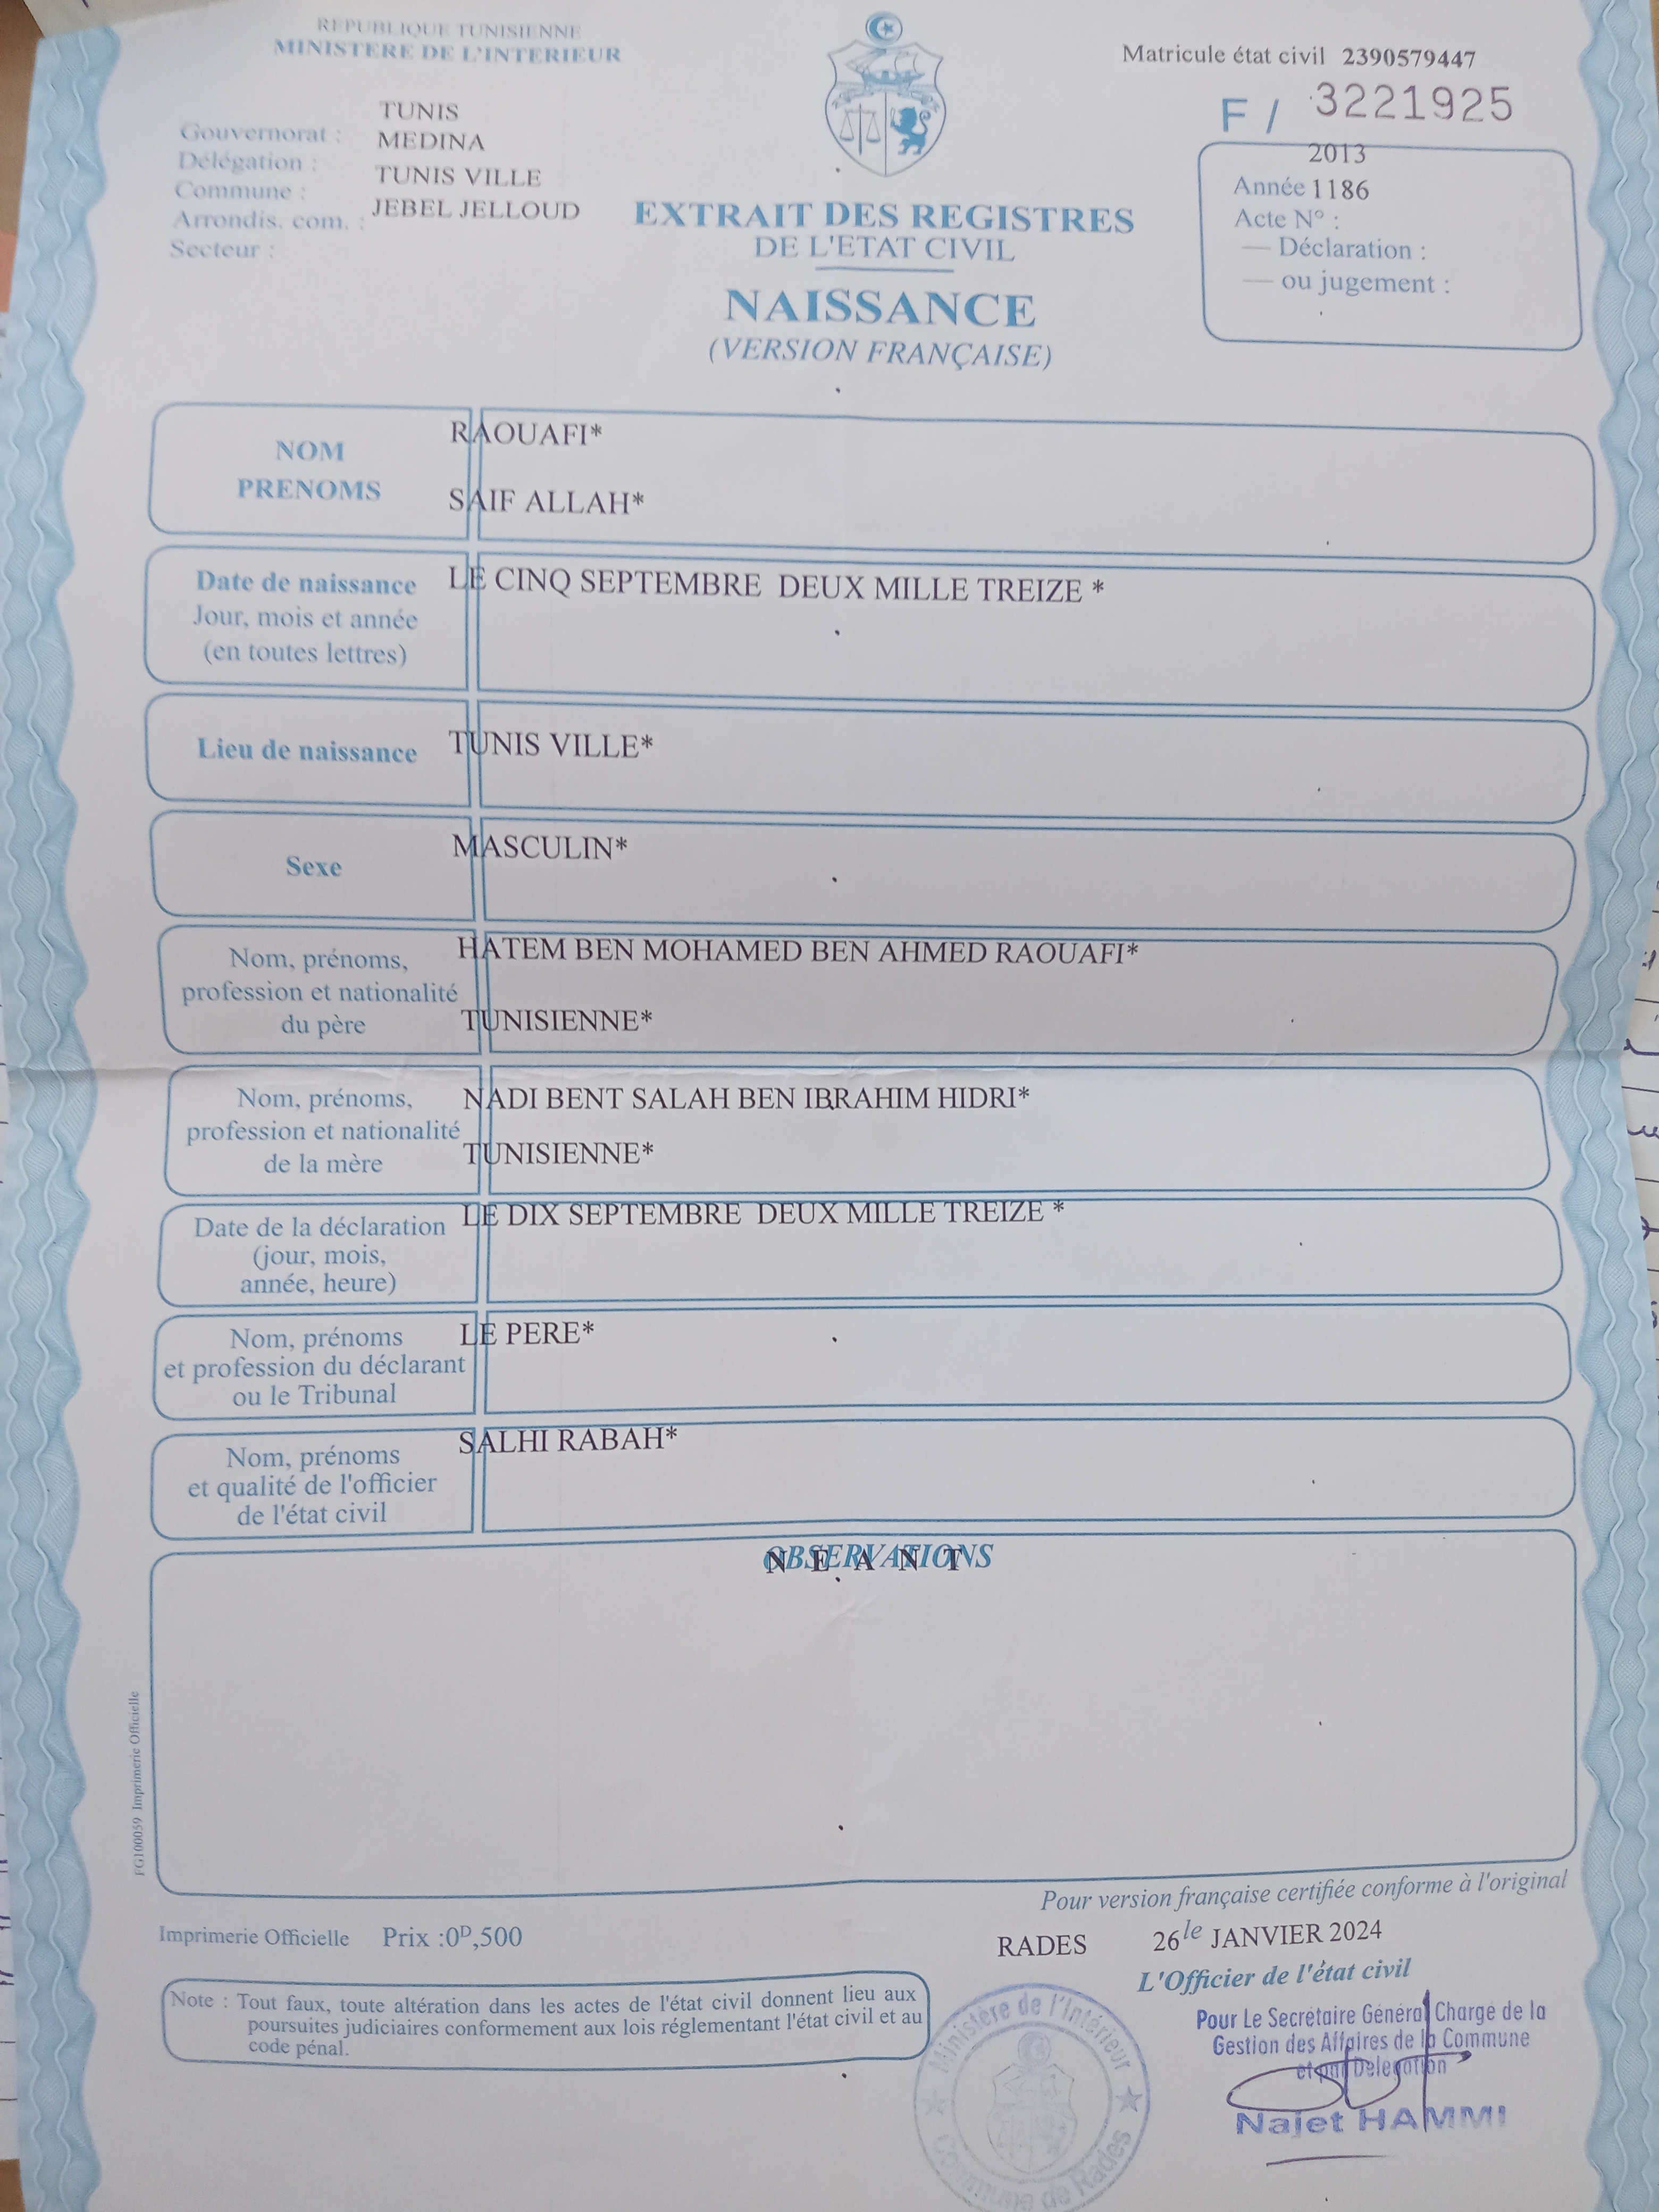 REPUBLIQUE TUNISIENNE
MINISTERE DE L'INTERIEUR
Matricule état civil 2390579447
F / 3221925
TUNIS
Gouvernorat :
MEDINA
Délégation :
TUNIS VILLE
Commune :
JEBEL JELLOUD
Arrondis. com. :
Secteur :
2013
Année 1186
Acte N° :
— Déclaration :
— ou jugement :
EXTRAIT DES REGISTRES
DE L'ETAT CIVIL
NAISSANCE
(VERSION FRANÇAISE)
NOM
PRENOMS
RAOUAFI*
SAIF ALLAH*
Date de naissance
Jour, mois et année
(en toutes lettres)
LE CINQ SEPTEMBRE DEUX MILLE TREIZE *
Lieu de naissance
TUNIS VILLE*
Sexe
MASCULIN*
Nom, prénoms,
profession et nationalité
du père
HATEM BEN MOHAMED BEN AHMED RAOUAFI*
TUNISIENNE*
Nom, prénoms,
profession et nationalité
de la mère
NADI BENT SALAH BEN IBRAHIM HIDRI*
TUNISIENNE*
Date de la déclaration
(jour, mois,
année, heure)
LE DIX SEPTEMBRE DEUX MILLE TREIZE *
Nom, prénoms
et profession du déclarant
ou le Tribunal
LE PERE*
Nom, prénoms
et qualité de l'officier
de l'état civil
SALHI RABAH*
OBSERVATIONS
N E A N T
FG100059 Imprimerie Officielle
Pour version française certifiée conforme à l'original
Imprimerie Officielle Prix :0D,500
RADES 26 le JANVIER 2024
L'Officier de l'état civil
Note : Tout faux, toute altération dans les actes de l'état civil donnent lieu aux
poursuites judiciaires conformement aux lois réglementant l'état civil et au
code pénal.
Ministère de l'Intérieur
Commune de Rades
Pour Le Secrétaire Général Chargé de la
Gestion des Affaires de la Commune
et par Délégation
Najet HAMMI